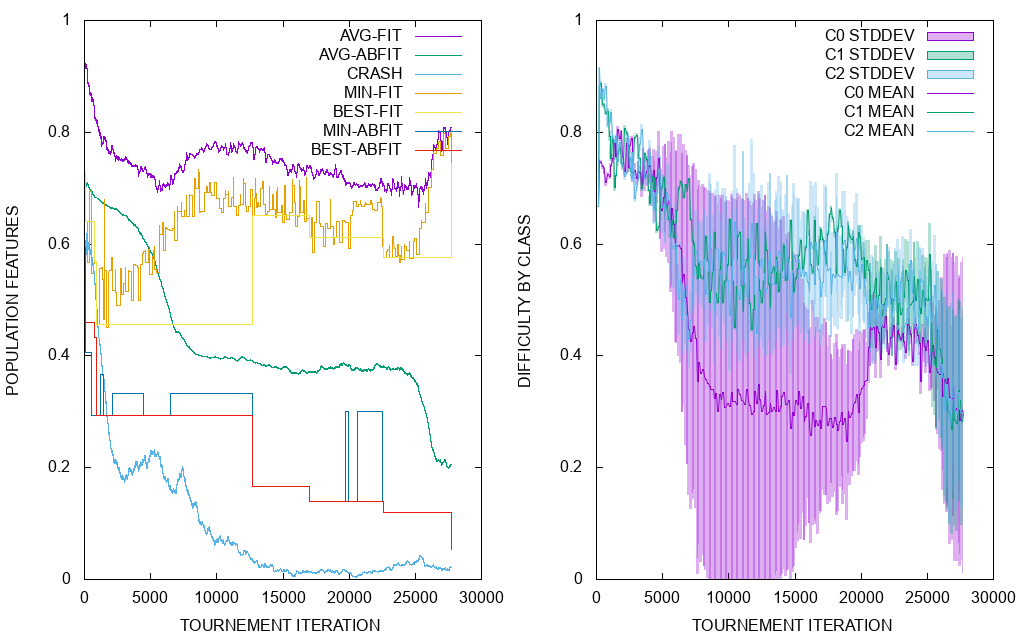 POPULATION FEATURES
1
0.8
0.6
0.4
0.2
0
AVG-FIT
AVG-ABFIT
CRASH
MIN-FIT
BEST-FIT
MIN-ABFIT
BEST-ABFIT
0 5000 10000 15000 20000 25000 30000
TOURNEMENT ITERATION
DIFFICULTY BY CLASS
1
0.8
0.6
0.4
0.2
0
C0 STDDEV
C1 STDDEV
C2 STDDEV
C0 MEAN
C1 MEAN
C2 MEAN
0 5000 10000 15000 20000 25000 30000
TOURNEMENT ITERATION